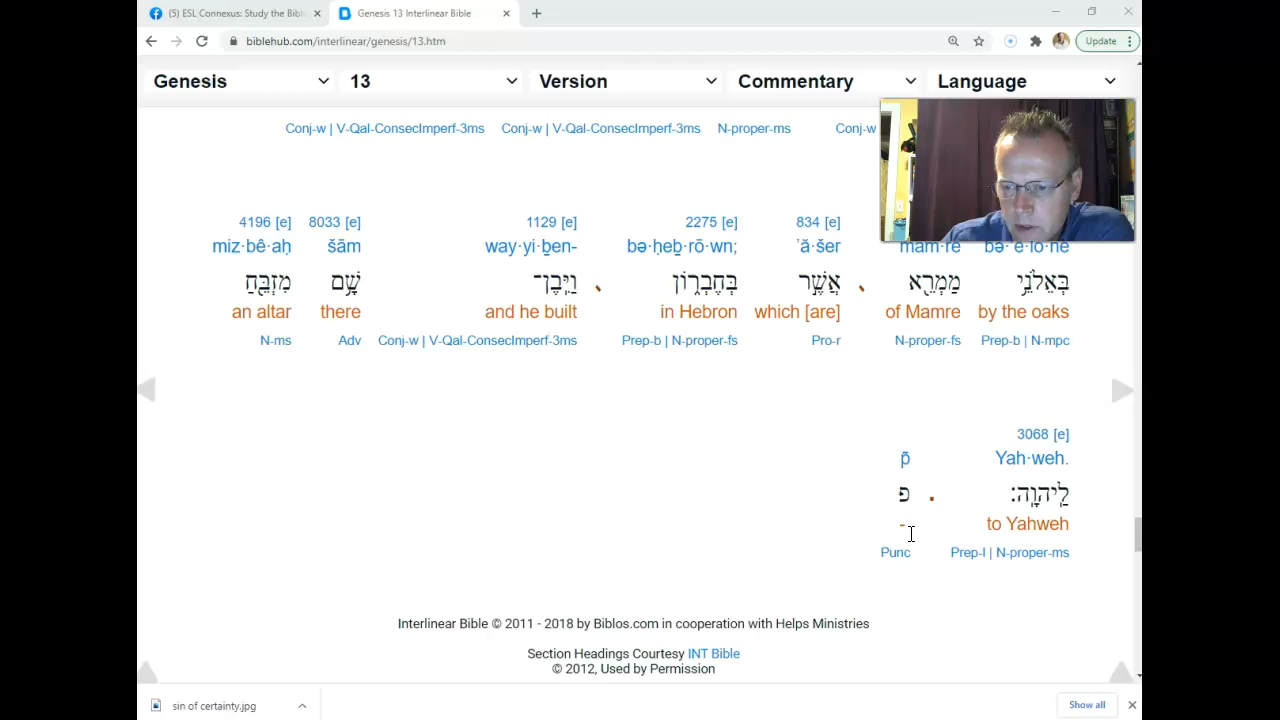 (5) ESL Connexus: Study the Bibl
Genesis 13 Interlinear Bible
biblehub.com/interlinear/genesis/13.htm
Update
Genesis 13 Version Commentary Language
Conj-w | V-Qal-ConsecImperf-3ms Conj-w | V-Qal-ConsecImperf-3ms N-proper-ms Conj-w
4196 [e] 8033 [e] 1129 [e] 2275 [e] 834 [e]
miz·bê·aḥ šām way·yi·ḇen- bə·ḥeḇ·rō·wn; ’ă·šer mam·rê
מִזְבֵּ֖חַ שָׁ֥ם וַיִּֽבֶן־ ､ בְּחֶבְר֑וֹן אֲשֶׁ֣ר ､ מַמְרֵ֖א בְּאֵלֹנֵ֥י
an altar there and he built in Hebron which [are] of Mamre by the oaks
N-ms Adv Conj-w | V-Qal-ConsecImperf-3ms Prep-b | N-proper-fs Pro-r N-proper-fs Prep-b | N-mpc
3068 [e]
p̄ Yah·weh.
פ . לַֽיהוָֽה׃
- to Yahweh
Punc Prep-l | N-proper-ms
Interlinear Bible © 2011 - 2018 by Biblos.com in cooperation with Helps Ministries
Section Headings Courtesy INT Bible
© 2012, Used by Permission
sin of certainty.jpg
Show all